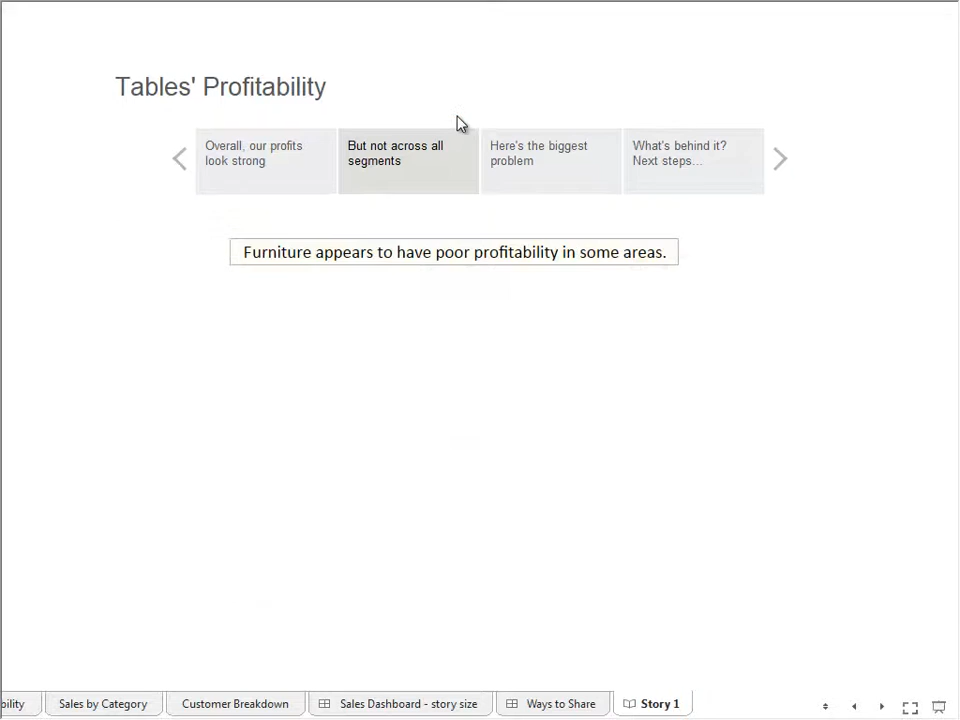 Tables' Profitability
Overall, our profits
look strong
But not across all
segments
Here's the biggest
problem
What's behind it?
Next steps...
Furniture appears to have poor profitability in some areas.
bility
Sales by Category
Customer Breakdown
Sales Dashboard - story size
Ways to Share
Story 1